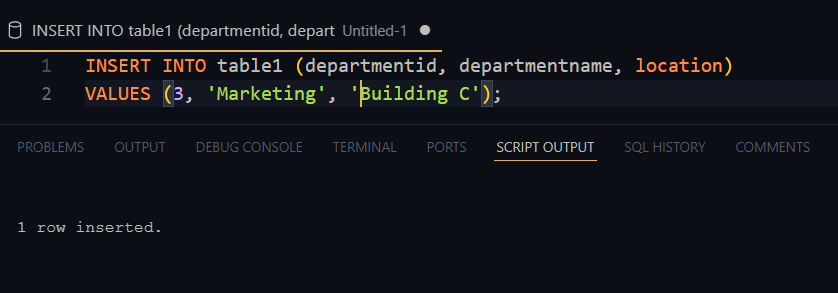 INSERT INTO table1 (departmentid, depart Untitled-1
1 INSERT INTO table1 (departmentid, departmentname, location)
2 VALUES (3, 'Marketing', 'Building C');
PROBLEMS OUTPUT DEBUG CONSOLE TERMINAL PORTS SCRIPT OUTPUT SQL HISTORY COMMENTS
1 row inserted.